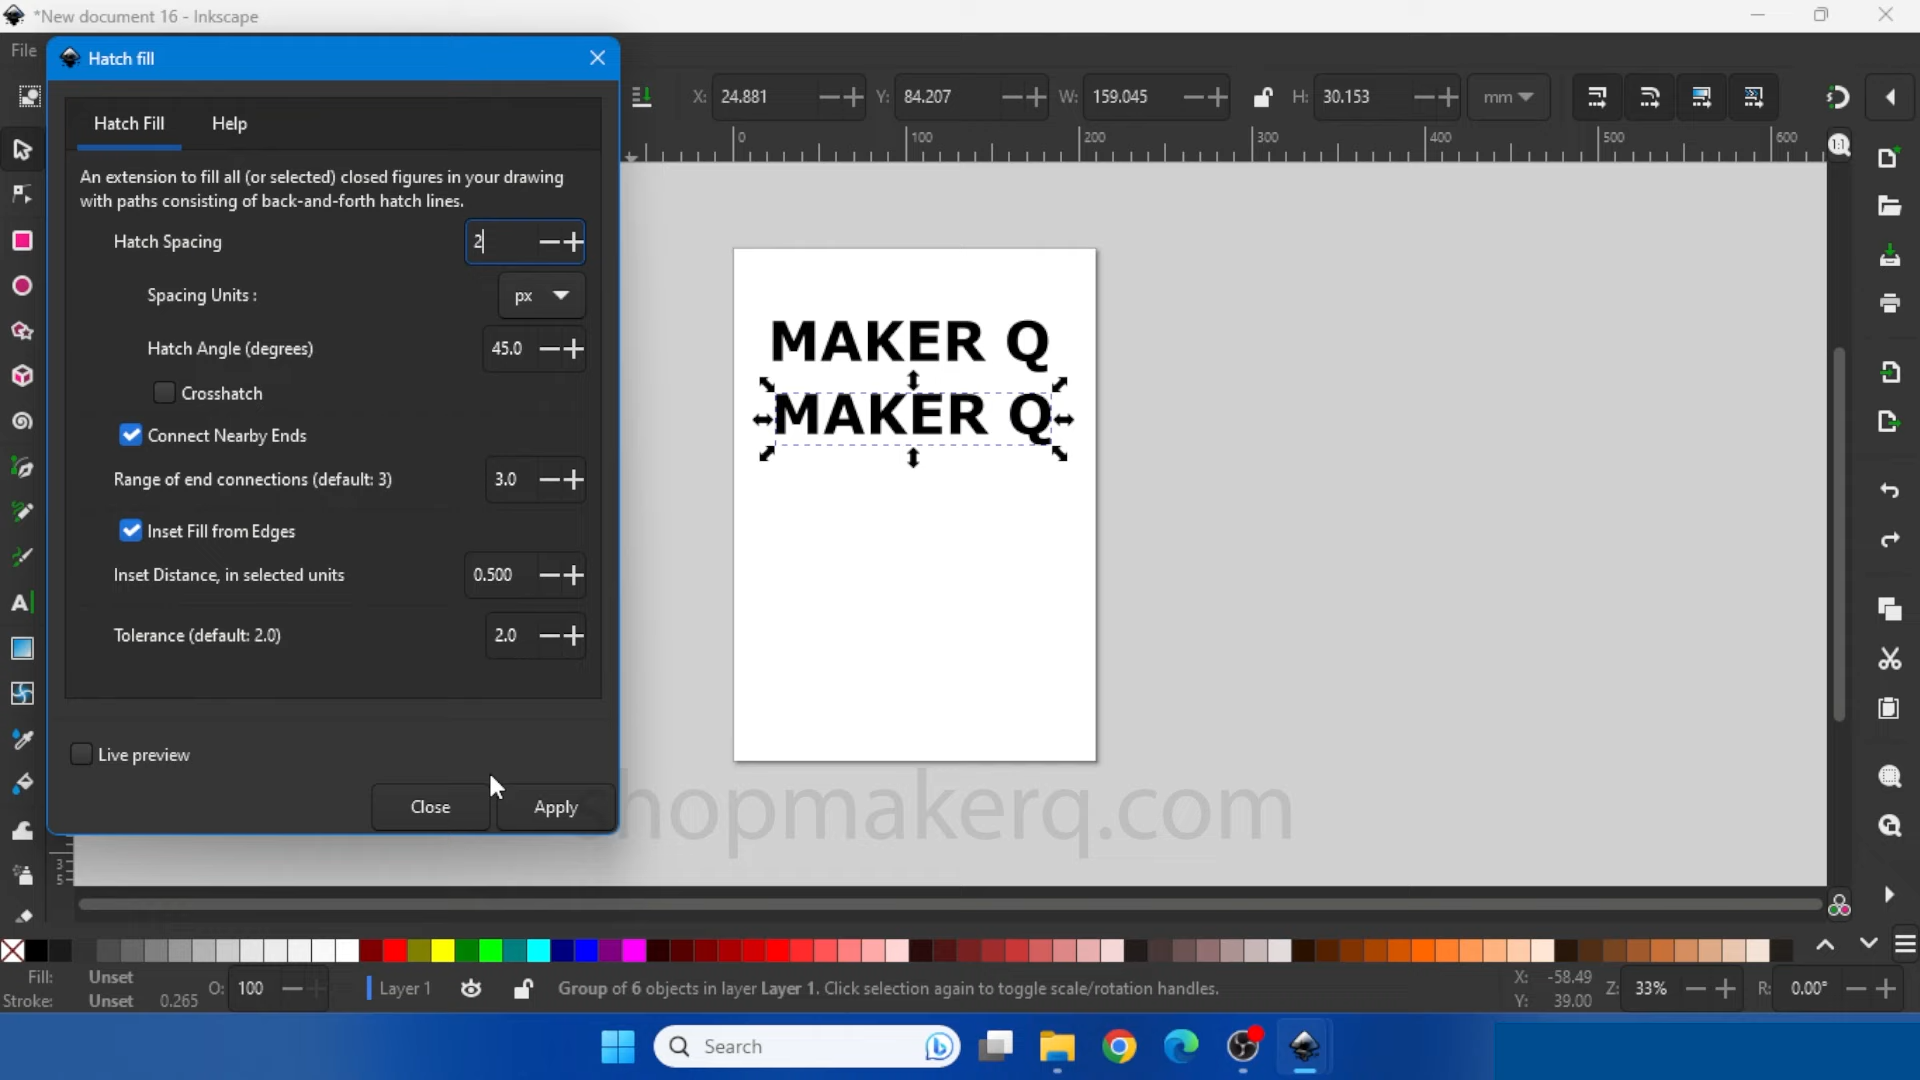 *New document 16 - Inkscape
File
Hatch fill
X: 24.881 Y: 84.207 W: 159.045 H: 30.153 mm
Hatch Fill Help
0 100 200 300 400 500 600
1:1
An extension to fill all (or selected) closed figures in your drawing
with paths consisting of back-and-forth hatch lines.
Hatch Spacing 2
Spacing Units : px
Hatch Angle (degrees) 45.0
Crosshatch
Connect Nearby Ends
Range of end connections (default: 3) 3.0
Inset Fill from Edges
Inset Distance, in selected units 0.500
Tolerance (default: 2.0) 2.0
Live preview
Close Apply
MAKER Q
MAKER Q
shopmakerq.com
3
5
Fill: Unset
Stroke: Unset 0.265 O: 100
Layer 1 Group of 6 objects in layer Layer 1. Click selection again to toggle scale/rotation handles.
X: -58.49
Y: 39.00
Z: 33% R: 0.00°
Search